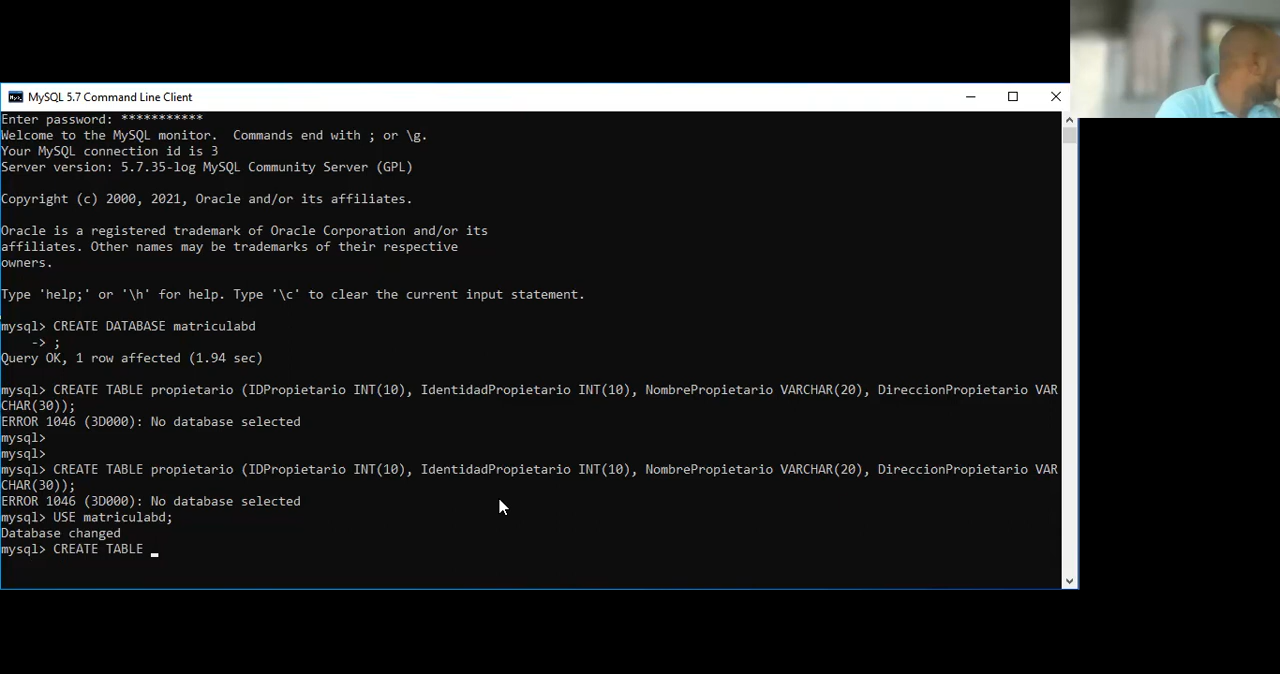 MySQL 5.7 Command Line Client
Enter password: ***********
Welcome to the MySQL monitor.  Commands end with ; or \g.
Your MySQL connection id is 3
Server version: 5.7.35-log MySQL Community Server (GPL)
Copyright (c) 2000, 2021, Oracle and/or its affiliates.
Oracle is a registered trademark of Oracle Corporation and/or its
affiliates. Other names may be trademarks of their respective
owners.
Type 'help;' or '\h' for help. Type '\c' to clear the current input statement.
mysql> CREATE DATABASE matriculabd
    -> ;
Query OK, 1 row affected (1.94 sec)
mysql> CREATE TABLE propietario (IDPropietario INT(10), IdentidadPropietario INT(10), NombrePropietario VARCHAR(20), DireccionPropietario VAR
CHAR(30));
ERROR 1046 (3D000): No database selected
mysql>
mysql>
mysql> CREATE TABLE propietario (IDPropietario INT(10), IdentidadPropietario INT(10), NombrePropietario VARCHAR(20), DireccionPropietario VAR
CHAR(30));
ERROR 1046 (3D000): No database selected
mysql> USE matriculabd;
Database changed
mysql> CREATE TABLE _